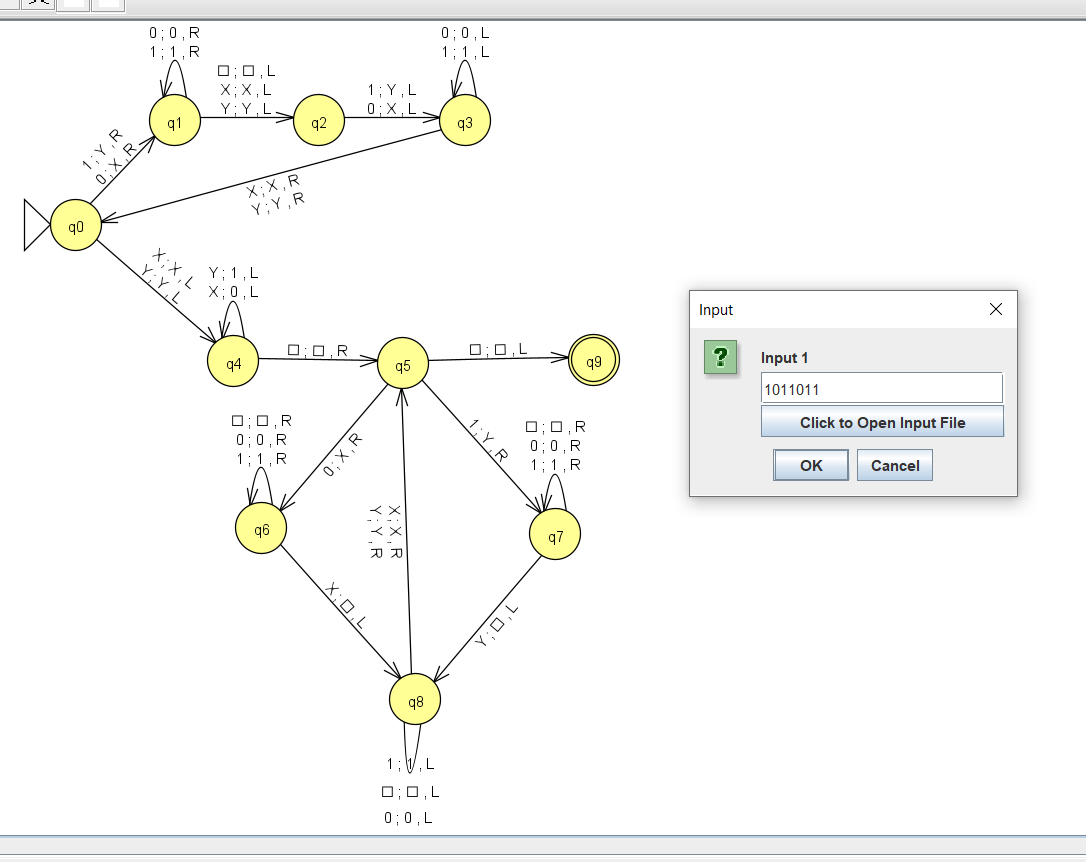 0;0,R
1;1,R
0;0,L
1;1,L
□;□,L
X;X,L
Y;Y,L
1;Y,L
0;X,L
q1
q2
q3
1;Y,R
0;X,R
X;X,R
Y;Y,R
q0
X;X,L
Y;Y,L
Y;1,L
X;0,L
q4
□;□,R
q5
□;□,L
q9
Input
Input 1
1011011
Click to Open Input File
OK
Cancel
□;□,R
0;0,R
1;1,R
0;X,R
1;Y,R
□;□,R
0;0,R
1;1,R
q6
X;X,R
Y;Y,R
q7
X;□,L
Y;□,L
q8
1;1,L
□;□,L
0;0,L